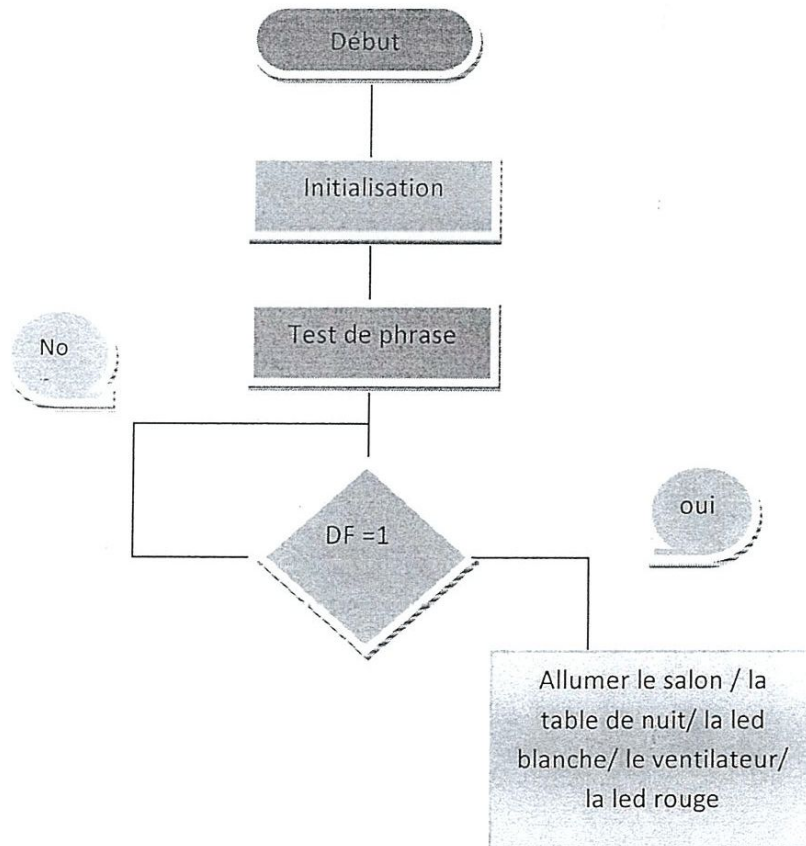 Début
Initialisation
Test de phrase
No
DF =1
oui
Allumer le salon / la
table de nuit/ la led
blanche/ le ventilateur/
la led rouge